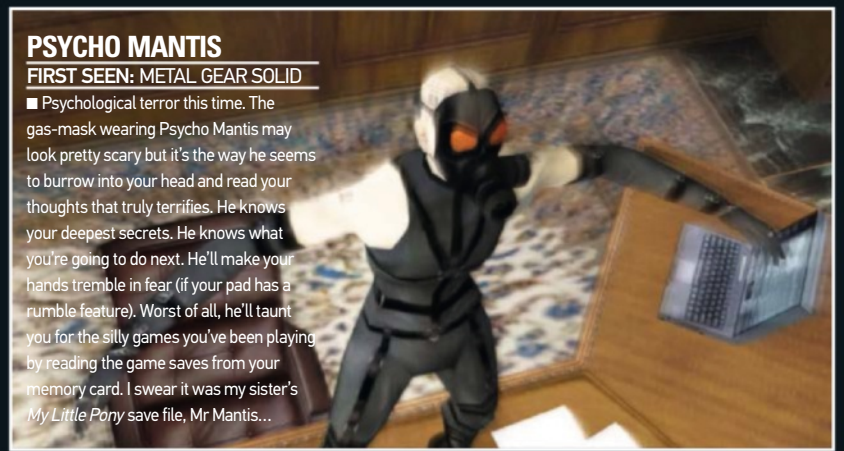 PSYCHO MANTIS
FIRST SEEN: METAL GEAR SOLID
■ Psychological terror this time. The
gas-mask wearing Psycho Mantis may
look pretty scary but it's the way he seems
to burrow into your head and read your
thoughts that truly terrifies. He knows
your deepest secrets. He knows what
you're going to do next. He'll make your
hands tremble in fear (if your pad has a
rumble feature). Worst of all, he'll taunt
you for the silly games you've been playing
by reading the game saves from your
memory card. I swear it was my sister's
My Little Pony save file, Mr Mantis...